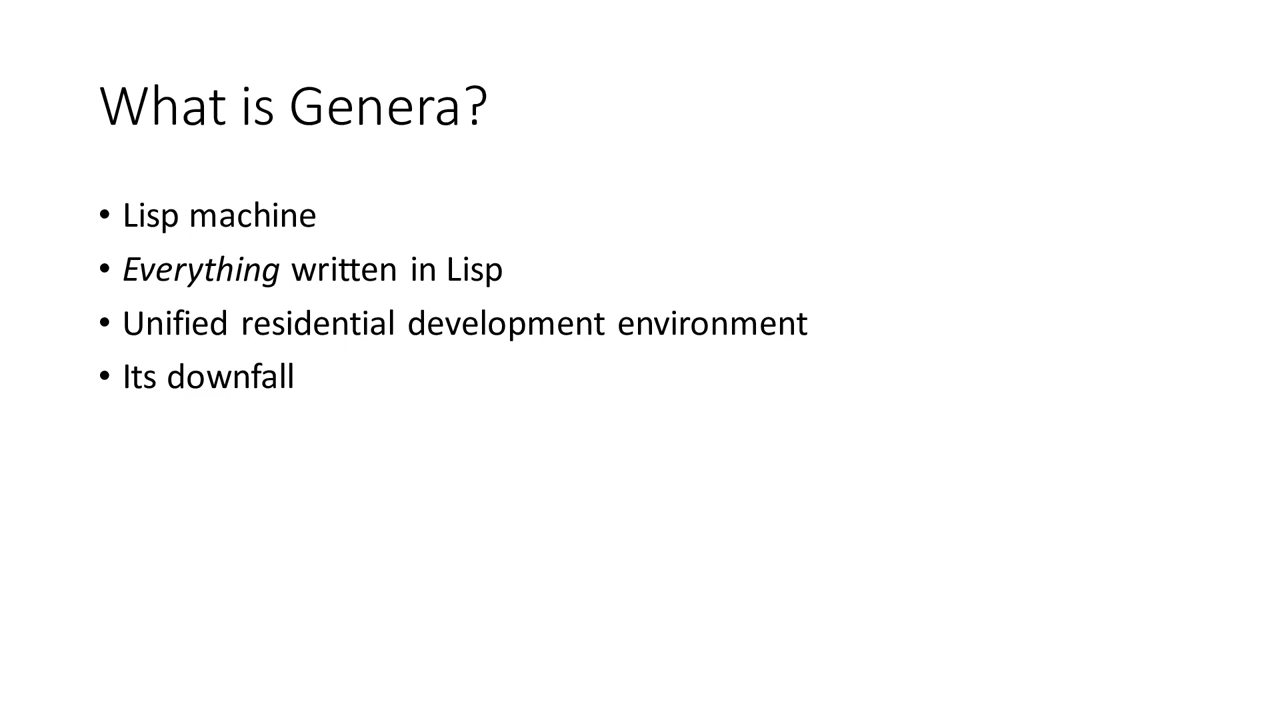 What is Genera?
• Lisp machine
• Everything written in Lisp
• Unified residential development environment
• Its downfall